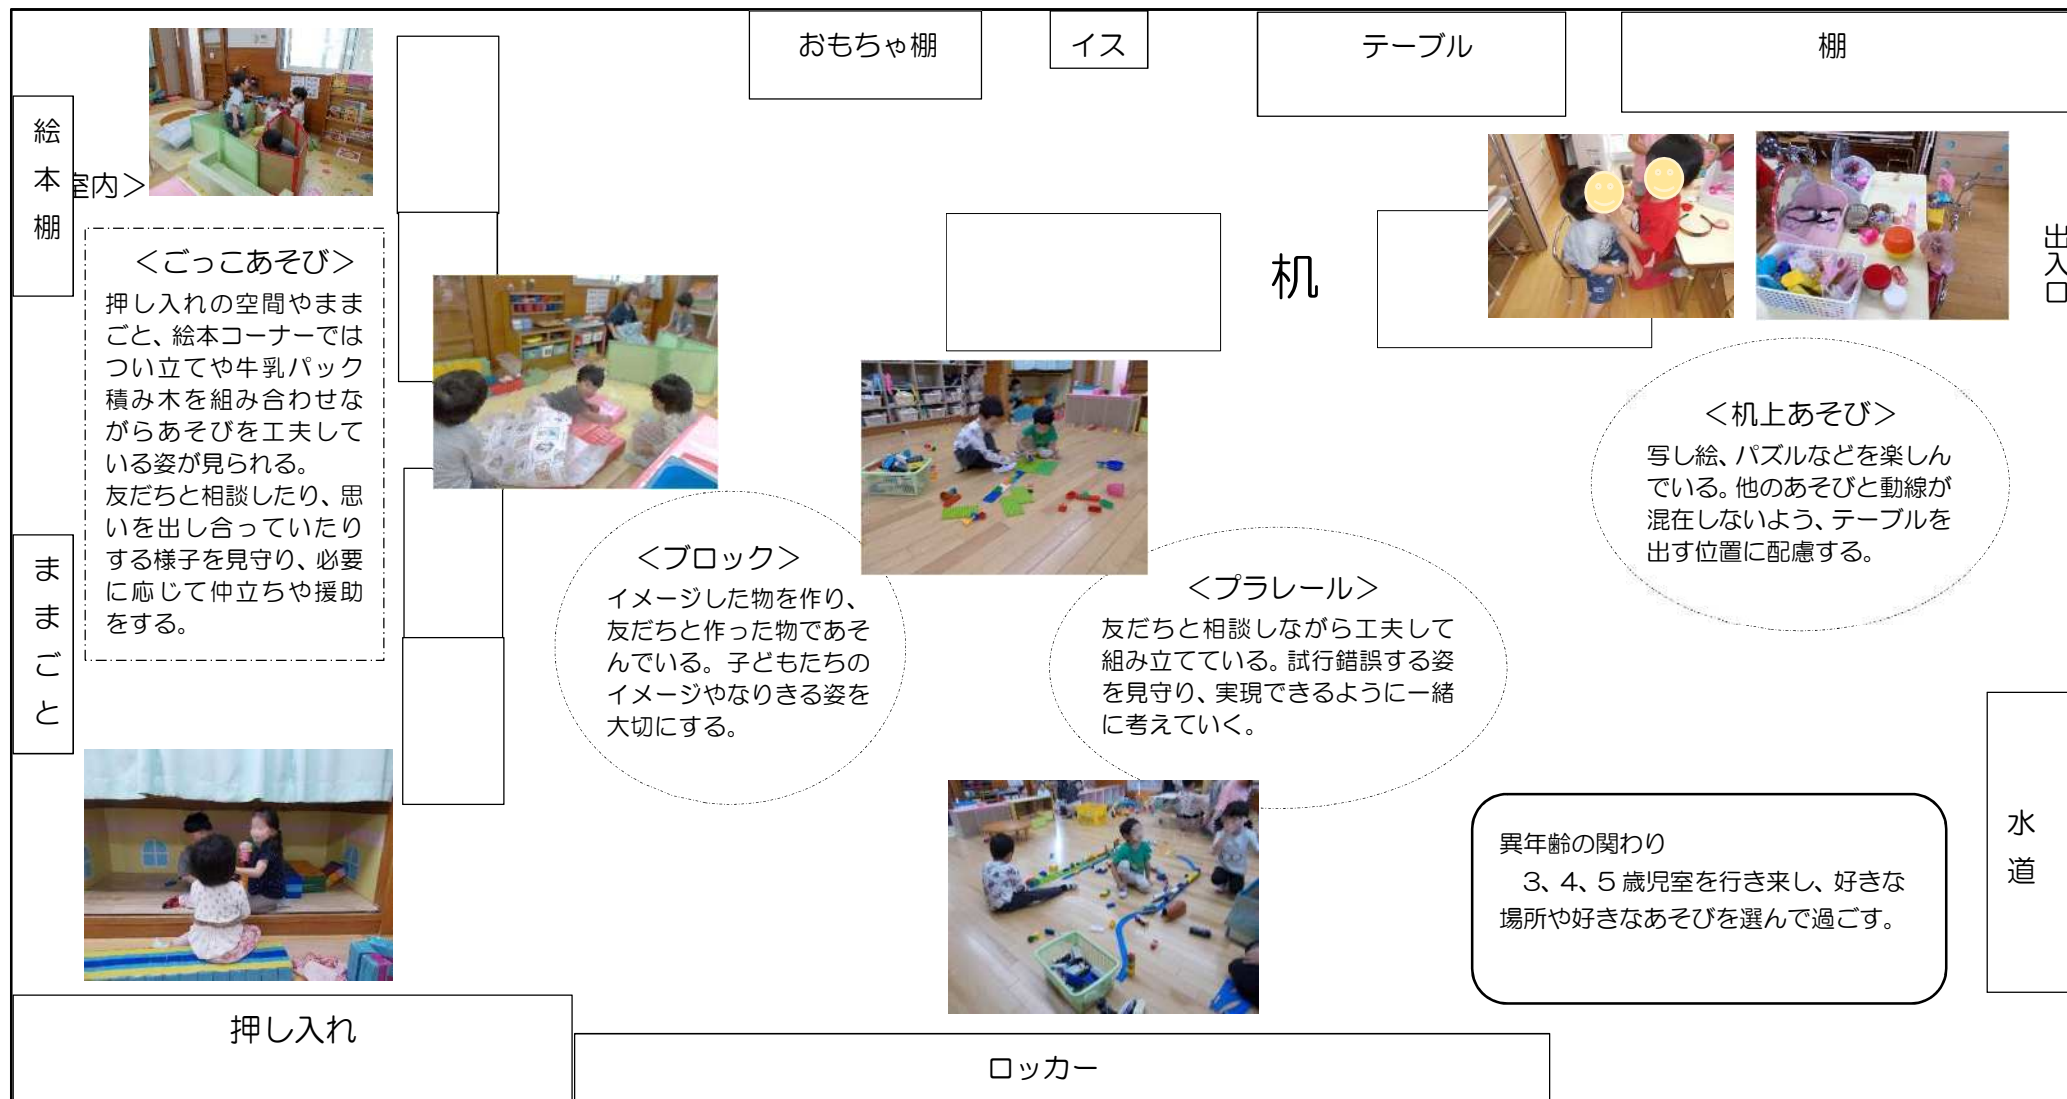 おもちゃ棚
イス
テーブル
棚
絵本棚
室内＞
＜ごっこあそび＞
押し入れの空間やまま
ごと、絵本コーナーでは
つい立てや牛乳パック
積み木を組み合わせな
がらあそびを工夫して
いる姿が見られる。
友だちと相談したり、思
いを出し合っていたり
する様子を見守り、必要
に応じて仲立ちや援助
をする。
机
出入口
＜机上あそび＞
写し絵、パズルなどを楽しん
でいる。他のあそびと動線が
混在しないよう、テーブルを
出す位置に配慮する。
＜ブロック＞
イメージした物を作り、
友だちと作った物であそ
んでいる。子どもたちの
イメージやなりきる姿を
大切にする。
＜プラレール＞
友だちと相談しながら工夫して
組み立てている。試行錯誤する姿
を見守り、実現できるように一緒
に考えていく。
ままごと
異年齢の関わり
3、4、5歳児室を行き来し、好きな
場所や好きなあそびを選んで過ごす。
水道
押し入れ
ロッカー